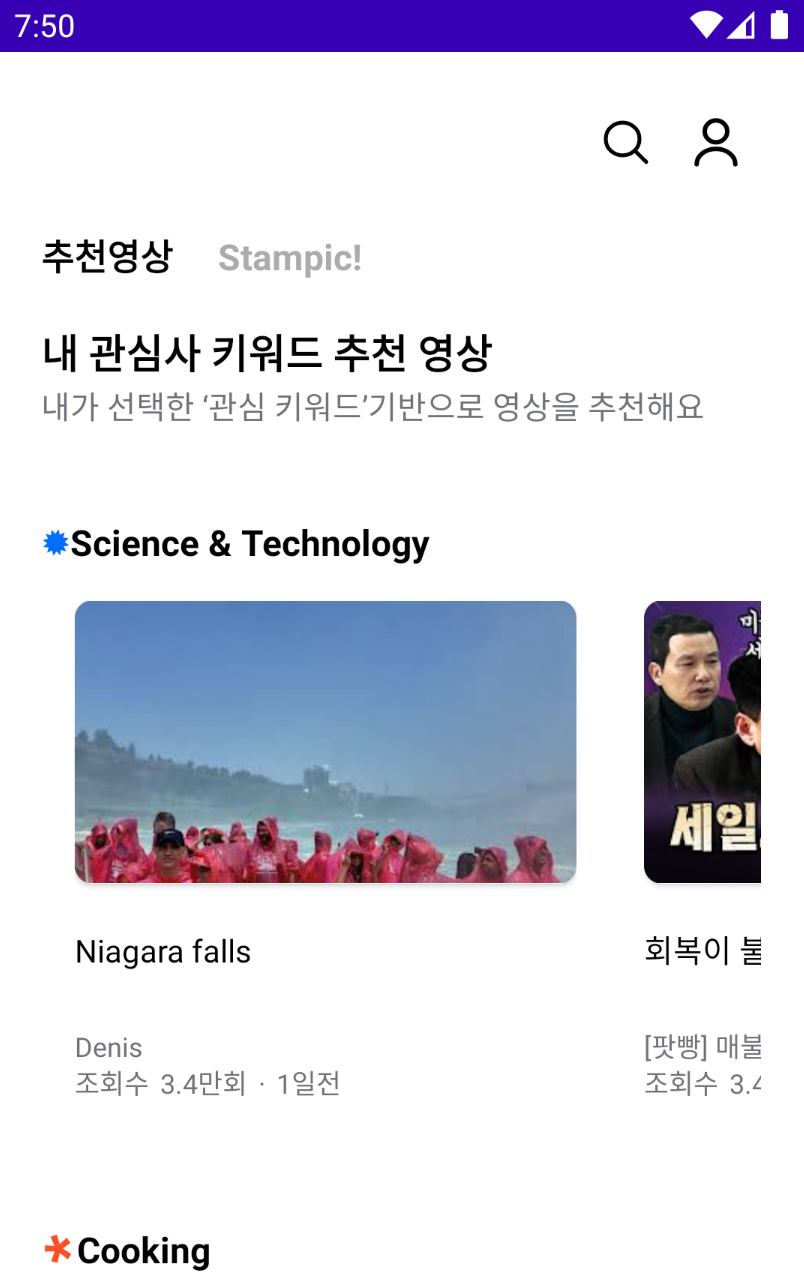 7:50
추천영상 Stampic!
내 관심사 키워드 추천 영상
내가 선택한 ‘관심 키워드’기반으로 영상을 추천해요
Science & Technology
세일
Niagara falls
회복이
Denis
[팟빵] 매불
조회수 3.4만회 · 1일전
조회수 3.4
Cooking